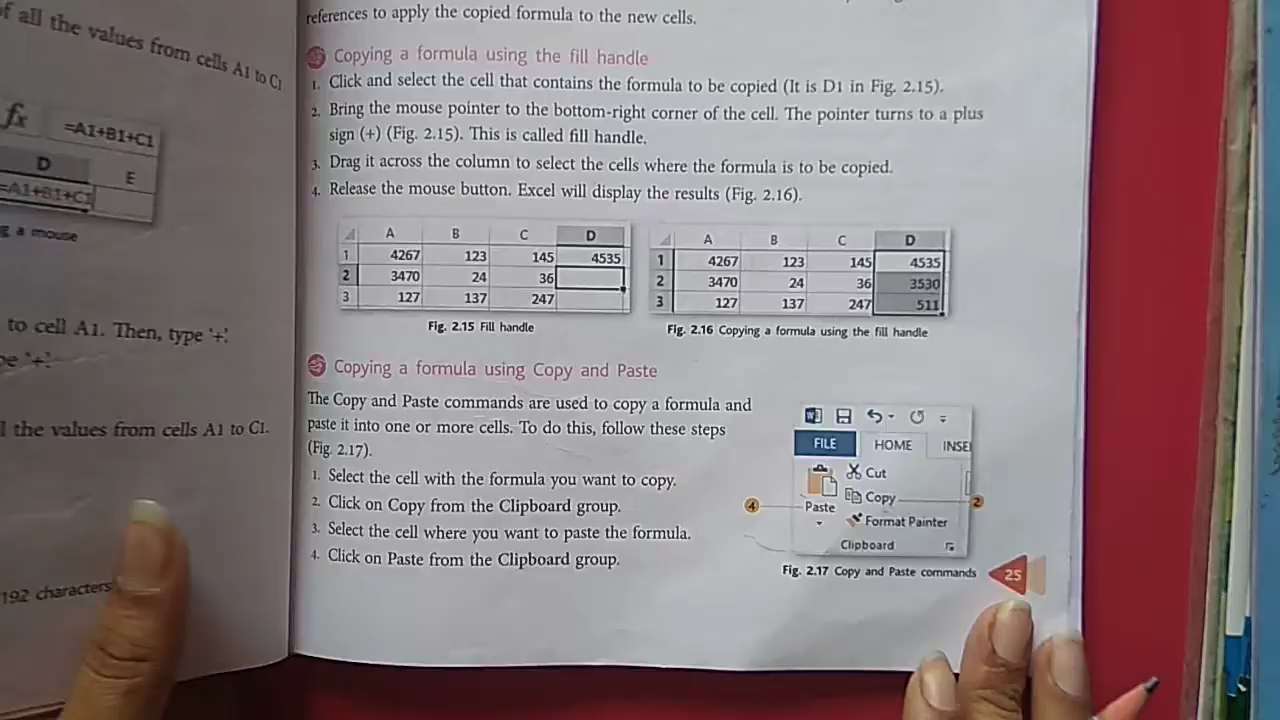 f all the values from cells A1 to C1
fx =A1+B1+C1
D E
=A1+B1+C1
g a mouse
to cell A1. Then, type '+'.
pe '+'.
l the values from cells A1 to C1.
192 characters
references to apply the copied formula to the new cells.
Copying a formula using the fill handle
1. Click and select the cell that contains the formula to be copied (It is D1 in Fig. 2.15).
2. Bring the mouse pointer to the bottom-right corner of the cell. The pointer turns to a plus
sign (+) (Fig. 2.15). This is called fill handle.
3. Drag it across the column to select the cells where the formula is to be copied.
4. Release the mouse button. Excel will display the results (Fig. 2.16).
A B C D
1 4267 123 145 4535
2 3470 24 36
3 127 137 247
Fig. 2.15 Fill handle
A B C D
1 4267 123 145 4535
2 3470 24 36 3530
3 127 137 247 511
Fig. 2.16 Copying a formula using the fill handle
Copying a formula using Copy and Paste
The Copy and Paste commands are used to copy a formula and
paste it into one or more cells. To do this, follow these steps
(Fig. 2.17).
1. Select the cell with the formula you want to copy.
2. Click on Copy from the Clipboard group.
3. Select the cell where you want to paste the formula.
4. Click on Paste from the Clipboard group.
FILE HOME INSE
Cut
Copy
4 Paste 2
Format Painter
Clipboard
Fig. 2.17 Copy and Paste commands
25